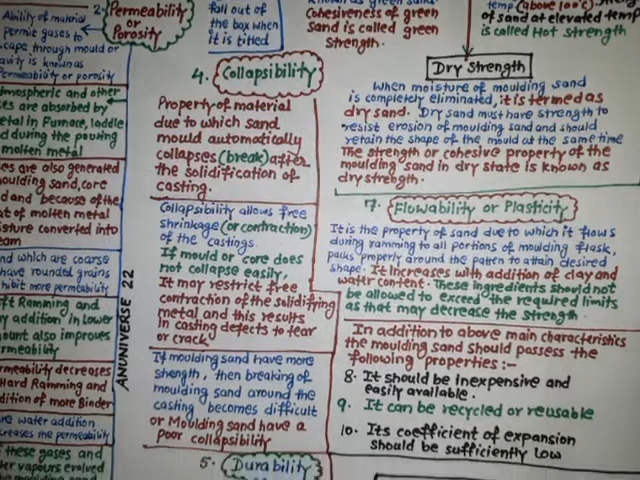 2. Permeability
or
Porosity
Ability of material
permit gases to
escape through mould or
cavity is known as
Permeability or porosity
Atmospheric and other
are absorbed by
metal in Furnace, laddle
and during the pouring
molten metal
are also generated
moulding sand, core
and because of the
of molten metal
converted into
and which are coarse
have rounded grains
permeability
Ramming and
addition in Lower
also improves
permeability
Permeability decreases
Hard Ramming and
addition of more Binder
water addition
the permeability
these gases and
vapours evolved
ANUNIVERSE 22
fall out of
the box when
it is titled
Cohesiveness of green
Sand is called green
Strength.
temp (above 100°C).
of sand at elevated temp
is called Hot strength
4. Collapsibility
Property of material
due to which sand
mould automatically
collapses (break) after
the solidification of
casting.
Collapsibility allows free
shrinkage (or contraction)
of the castings.
If mould or core does
not collapse easily,
It may restrict free
contraction of the solidifying
metal and this results
in casting defects to tear
or crack
If moulding sand have more
strength, then breaking of
moulding sand around the
casting becomes difficult
or Moulding sand have a
poor collapsibility
5. Durability
Dry Strength
When moisture of moulding sand
is completely eliminated, it is termed as
dry sand. Dry sand must have strength to
resist erosion of moulding sand and should
retain the shape of the mould at the same time
The strength or cohesive property of the
moulding sand in dry state is known as
dry strength.
7. Flowability or Plasticity
It is the property of sand due to which it flows
during ramming to all portions of moulding flask,
packs properly around the patten to attain desired
shape. It increases with addition of clay and
water content. These ingredients should not
be allowed to exceed the required limits
as that may decrease the strength.
In addition to above main characteristics
the moulding sand should possess the
following properties :-
8. It should be inexpensive and
easily available.
9. It can be recycled or reusable
10. Its coefficient of expansion
should be sufficiently low